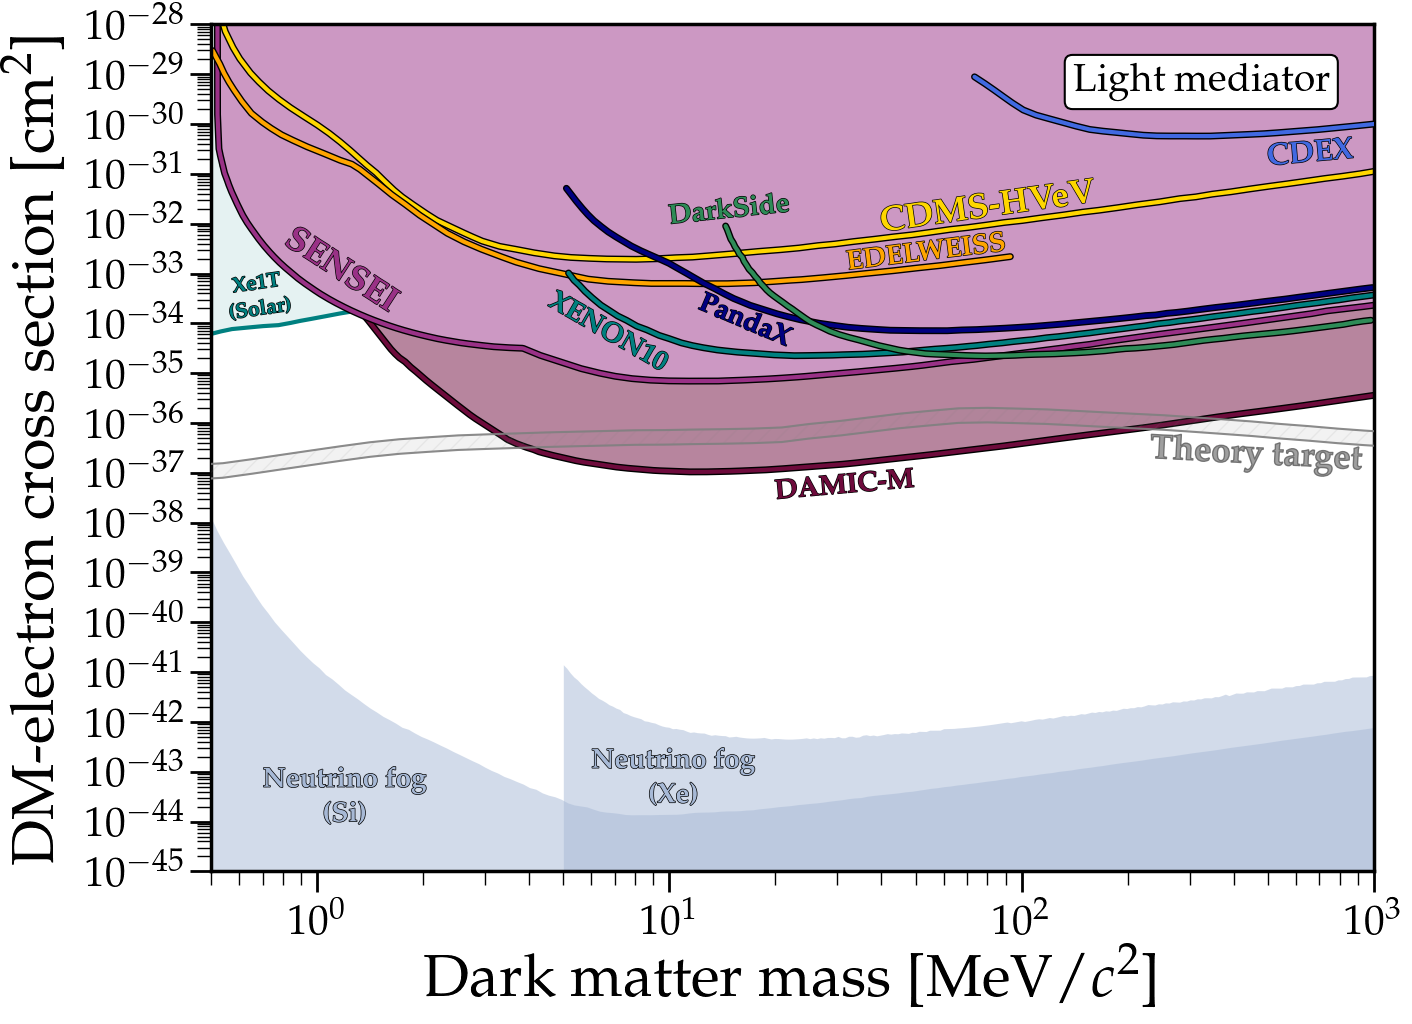 DM-electron cross section [cm²]
10⁻²⁸
10⁻²⁹
10⁻³⁰
10⁻³¹
10⁻³²
10⁻³³
10⁻³⁴
10⁻³⁵
10⁻³⁶
10⁻³⁷
10⁻³⁸
10⁻³⁹
10⁻⁴⁰
10⁻⁴¹
10⁻⁴²
10⁻⁴³
10⁻⁴⁴
10⁻⁴⁵
Light mediator
CDEX
CDMS-HVeV
DarkSide
EDELWEISS
SENSEI
Xe1T
(Solar)
XENON10
PandaX
Theory target
DAMIC-M
Neutrino fog
(Si)
Neutrino fog
(Xe)
10⁰
10¹
10²
10³
Dark matter mass [MeV/c²]